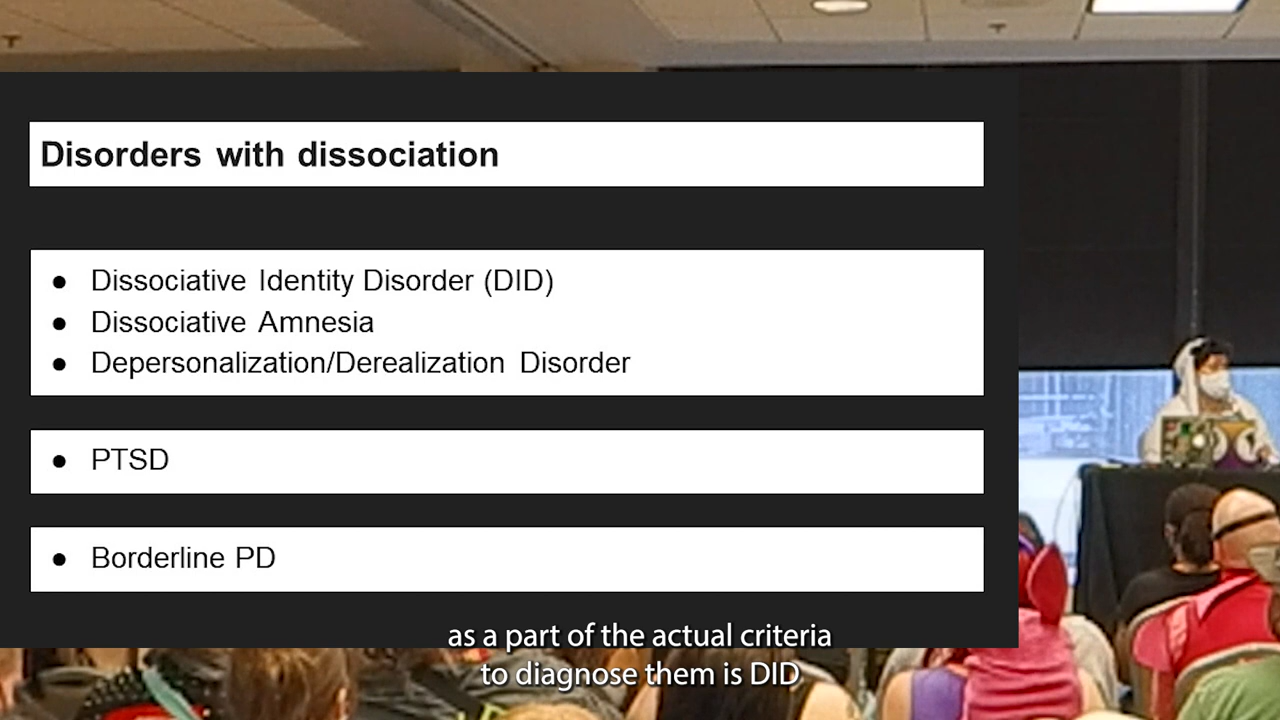 Disorders with dissociation
● Dissociative Identity Disorder (DID)
● Dissociative Amnesia
● Depersonalization/Derealization Disorder
● PTSD
● Borderline PD
as a part of the actual criteria
to diagnose them is DID